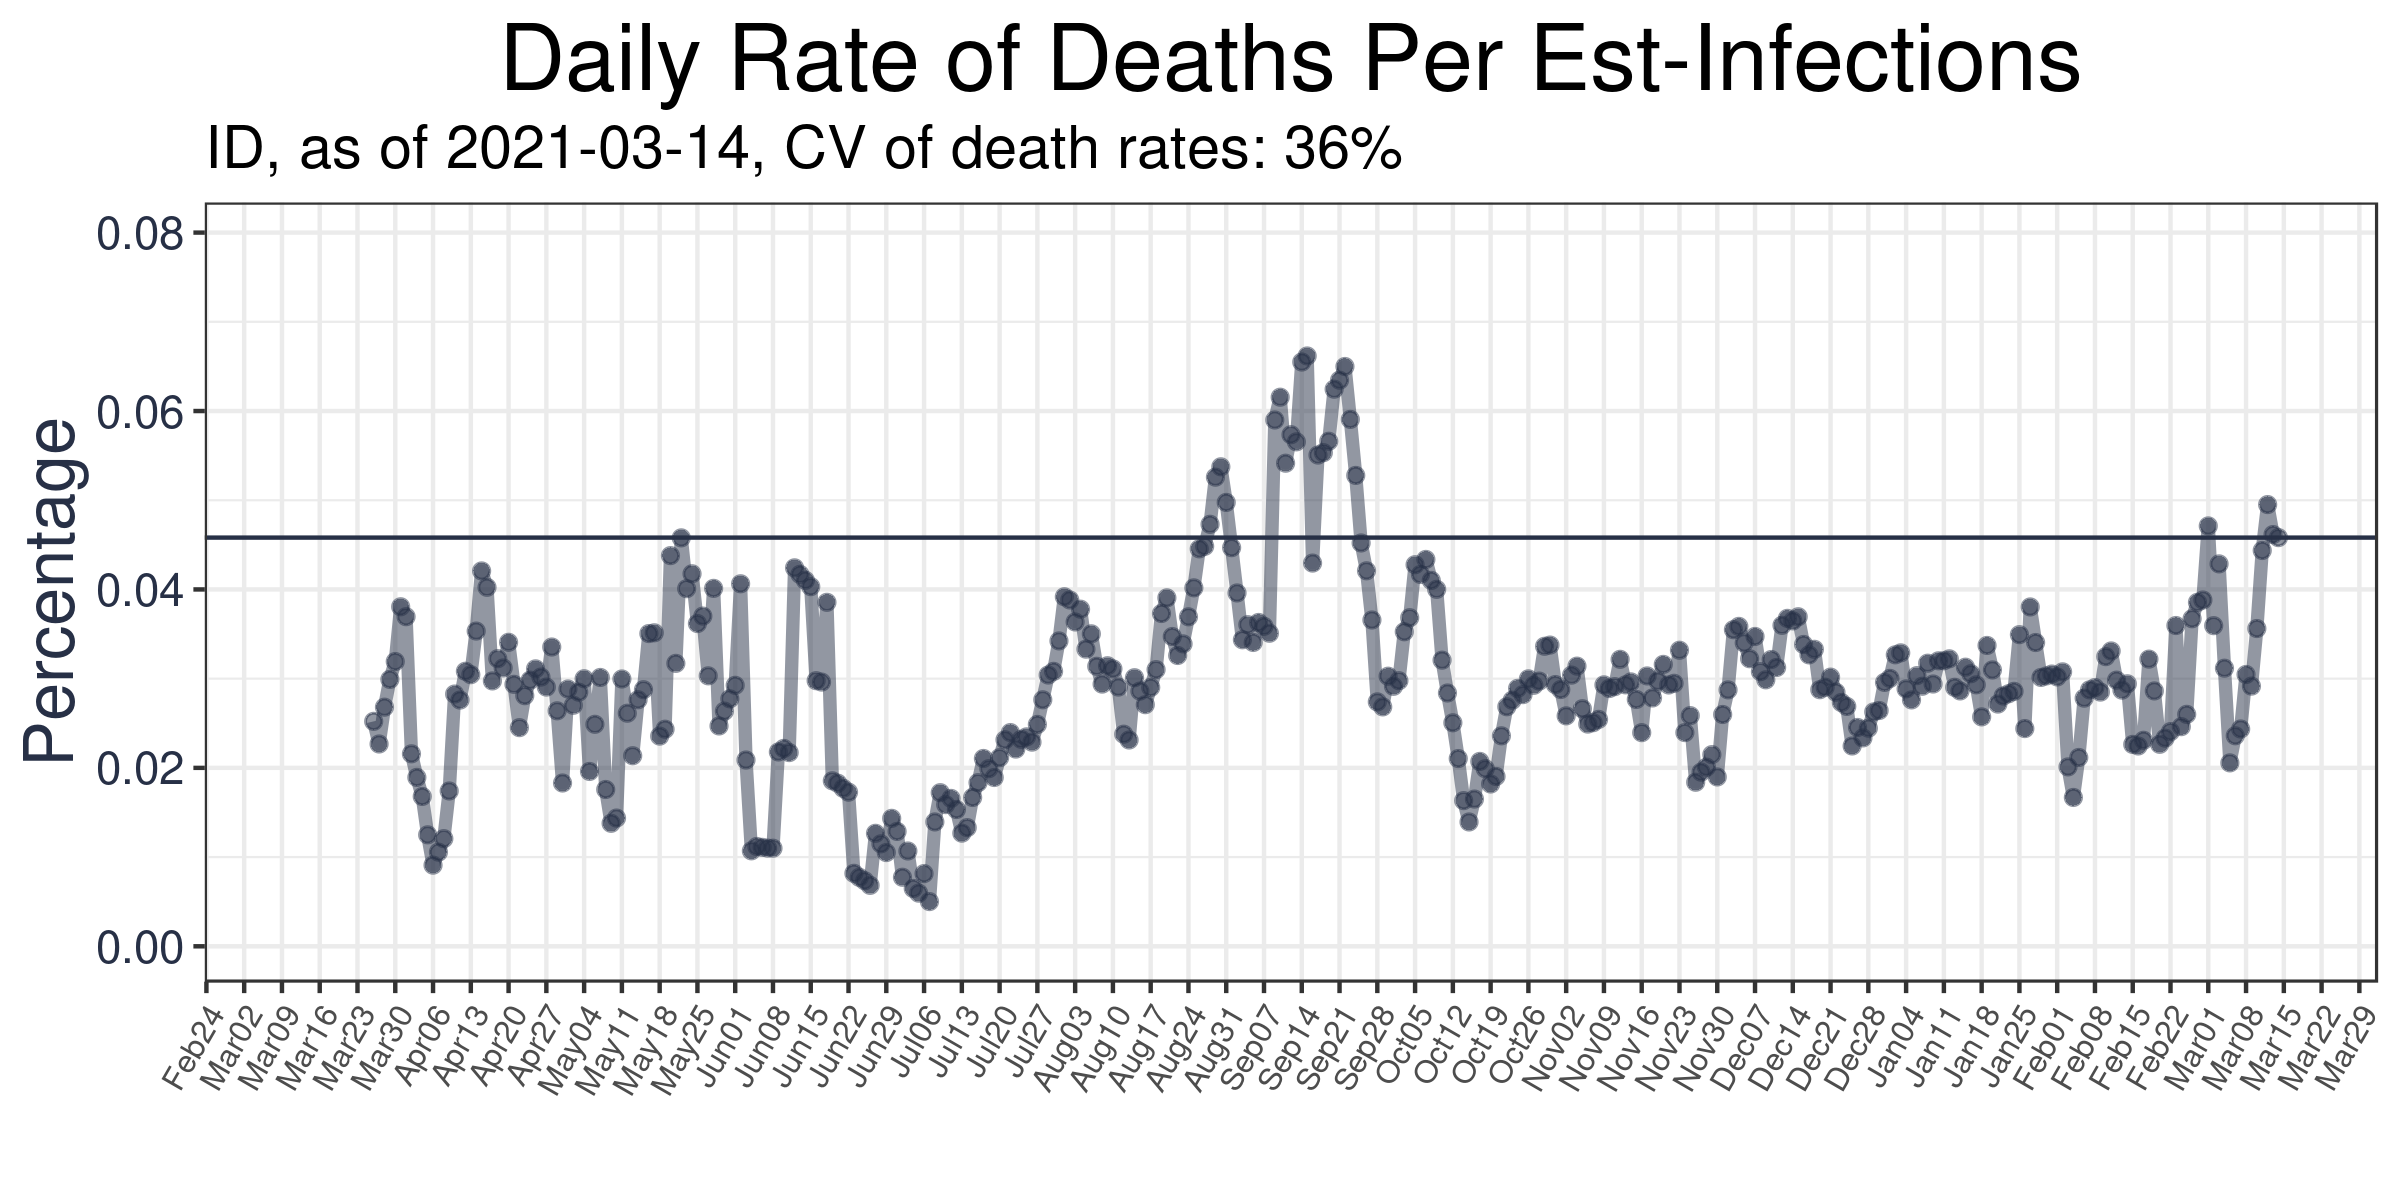 Daily Rate of Deaths Per Est-Infections
ID, as of 2021-03-14, CV of death rates: 36%
Percentage
0.08
0.06
0.04
0.02
0.00
Feb24 Mar02 Mar09 Mar16 Mar23 Mar30 Apr06 Apr13 Apr20 Apr27 May04 May11 May18 May25 Jun01 Jun08 Jun15 Jun22 Jun29 Jul06 Jul13 Jul20 Jul27 Aug03 Aug10 Aug17 Aug24 Aug31 Sep07 Sep14 Sep21 Sep28 Oct05 Oct12 Oct19 Oct26 Nov02 Nov09 Nov16 Nov23 Nov30 Dec07 Dec14 Dec21 Dec28 Jan04 Jan11 Jan18 Jan25 Feb01 Feb08 Feb15 Feb22 Mar01 Mar08 Mar15 Mar22 Mar29